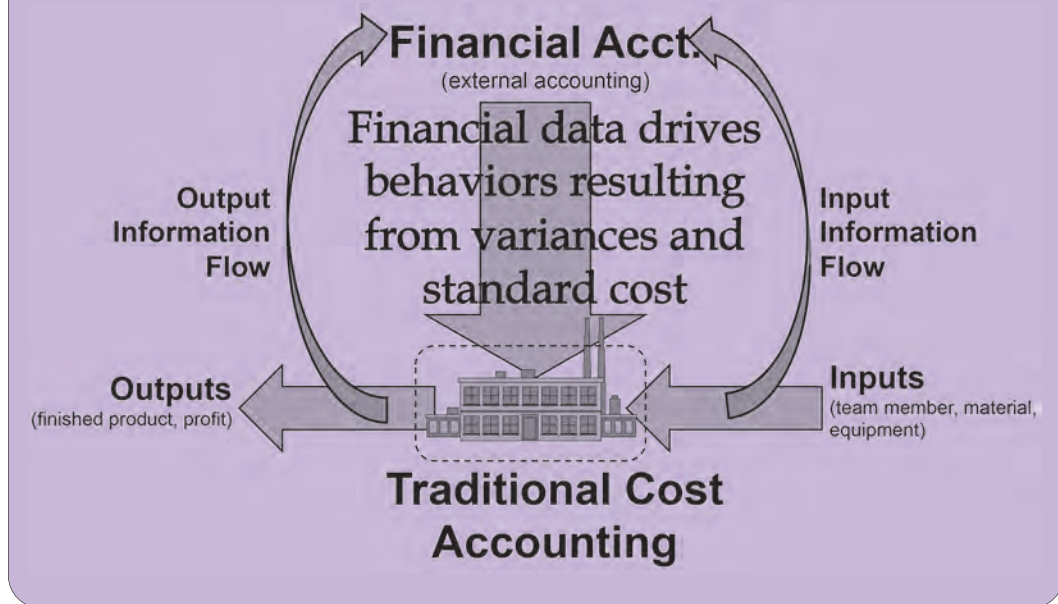 Financial Acct.
(external accounting)
Financial data drives
behaviors resulting
from variances and
standard cost
Output
Information
Flow
Input
Information
Flow
Outputs
(finished product, profit)
Inputs
(team member, material,
equipment)
Traditional Cost
Accounting